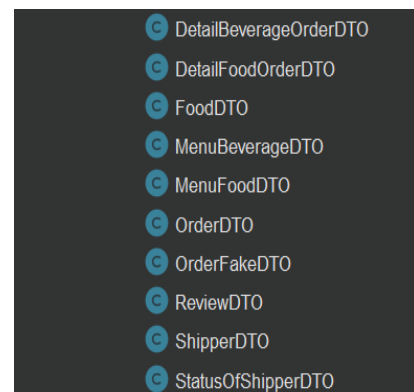 C DetailBeverageOrderDTO
C DetailFoodOrderDTO
C FoodDTO
C MenuBeverageDTO
C MenuFoodDTO
C OrderDTO
C OrderFakeDTO
C ReviewDTO
C ShipperDTO
C StatusOfShipperDTO